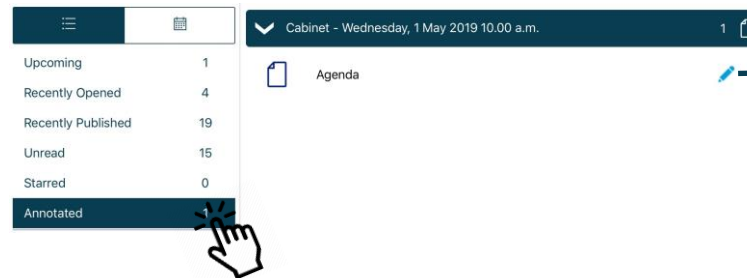 Upcoming 1
Recently Opened 4
Recently Published 19
Unread 15
Starred 0
Annotated 1
Cabinet - Wednesday, 1 May 2019 10.00 a.m. 1
Agenda